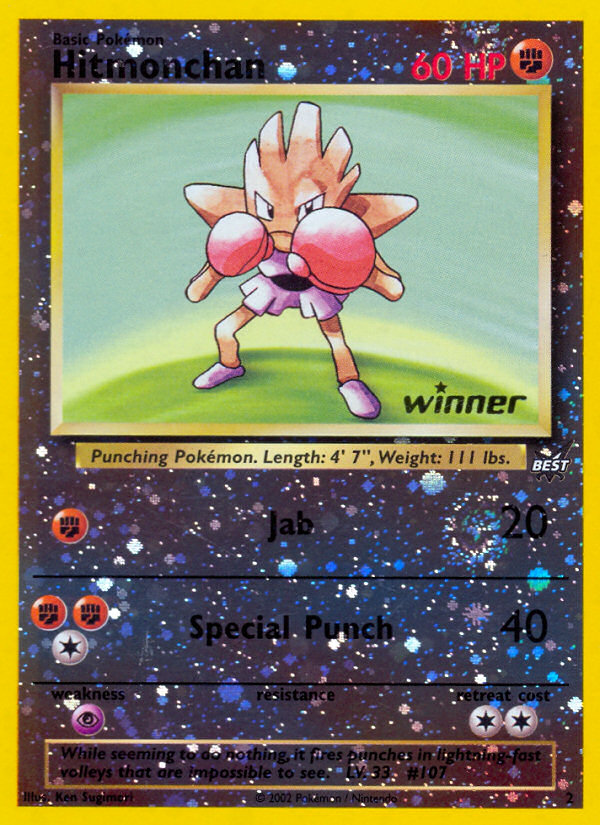 Basic Pokémon
Hitmonchan 60 HP
winner
Punching Pokémon. Length: 4' 7", Weight: 111 lbs.
BEST
Jab 20
Special Punch 40
weakness resistance retreat cost
While seeming to do nothing, it fires punches in lightning-fast
volleys that are impossible to see. LV. 33 #107
Illus. Ken Sugimori © 2002 Pokémon / Nintendo 2